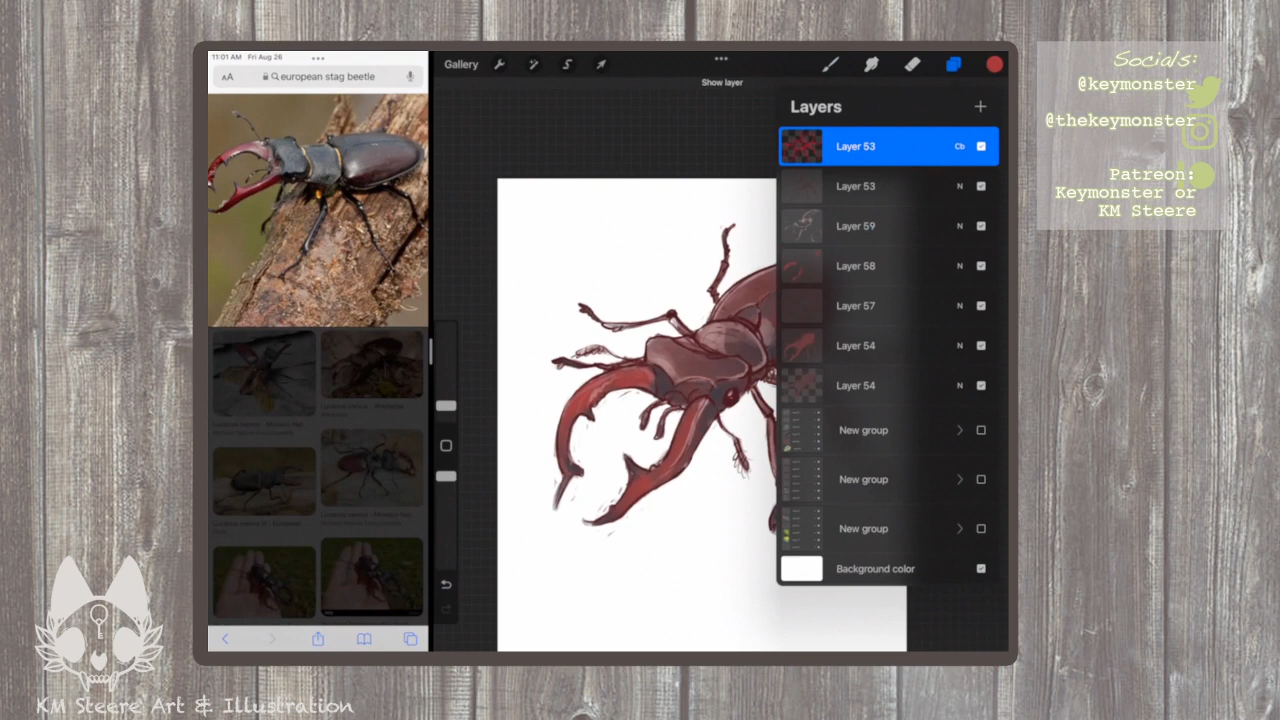 11:01 AM Fri Aug 26
AA european stag beetle
Gallery
Show layer
Layers
Layer 53 Cb
Layer 53 N
Layer 59 N
Layer 58 N
Layer 57 N
Layer 54 N
Layer 54 N
New group
New group
New group
Background color
Socials:
@keymonster
@thekeymonster
Patreon:
Keymonster or
KM Steere
KM Steere Art & Illustration